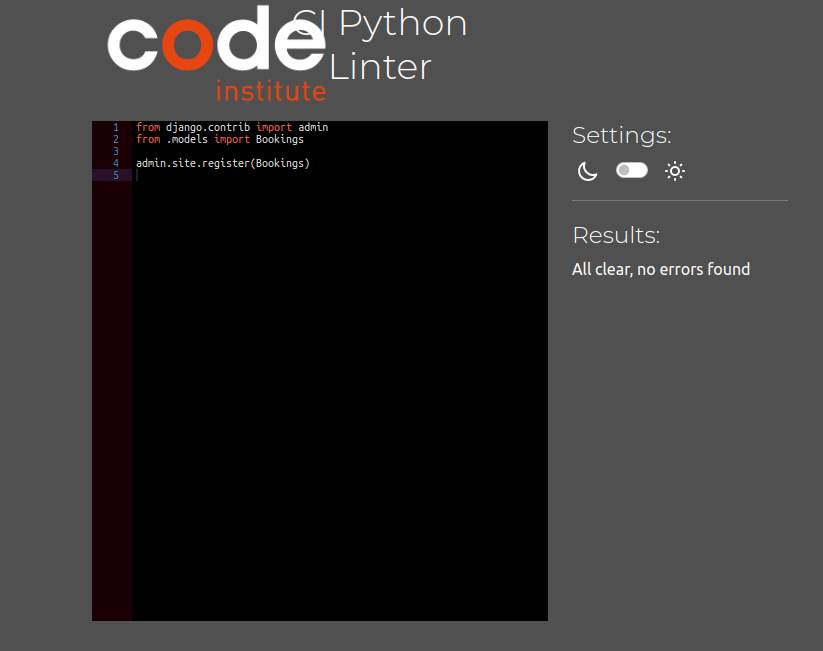 code
institute
CI Python
Linter
1 from django.contrib import admin
2 from .models import Bookings
3
4 admin.site.register(Bookings)
5
Settings:
Results:
All clear, no errors found